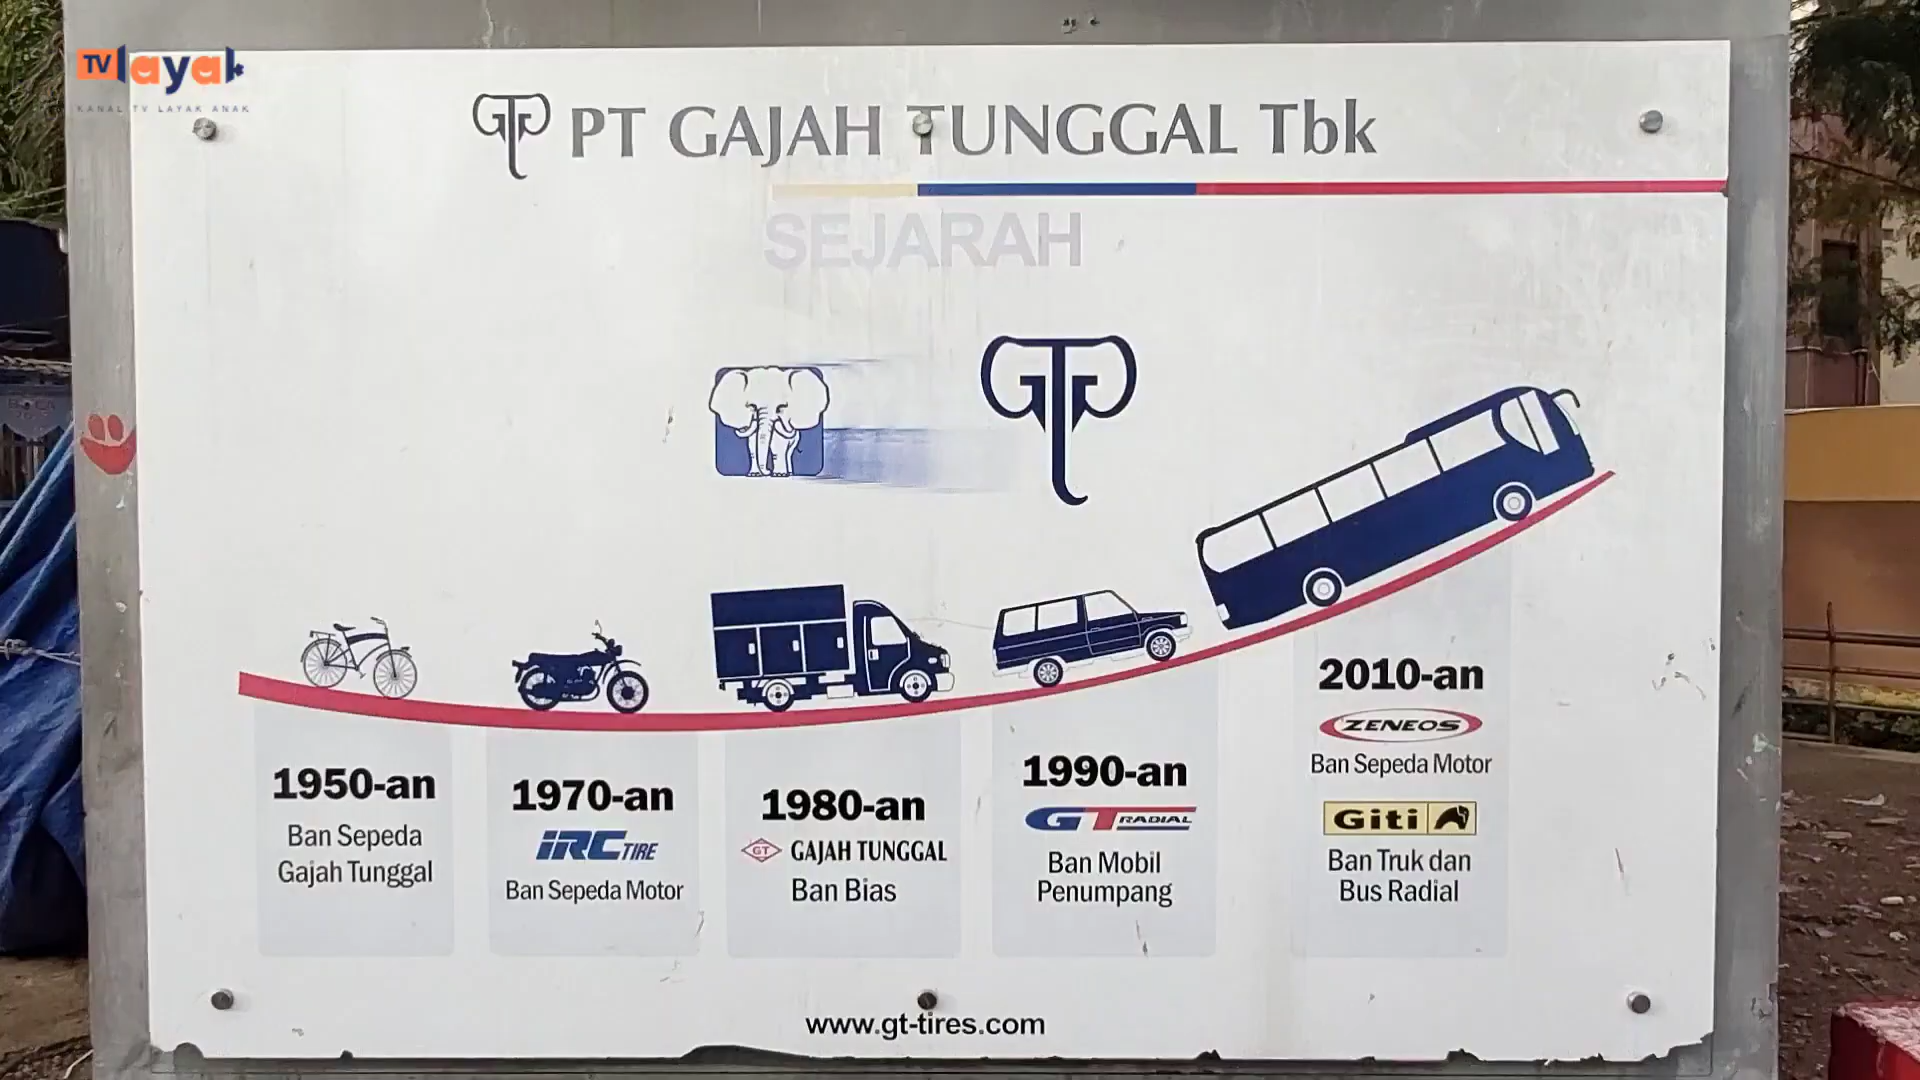 TV layak
KANAL TV LAYAK ANAK
GT PT GAJAH TUNGGAL Tbk
SEJARAH
GT
1950-an
Ban Sepeda
Gajah Tunggal
1970-an
iRC TIRE
Ban Sepeda Motor
1980-an
GT GAJAH TUNGGAL
Ban Bias
1990-an
GT RADIAL
Ban Mobil
Penumpang
2010-an
ZENEOS
Ban Sepeda Motor
Giti
Ban Truk dan
Bus Radial
www.gt-tires.com